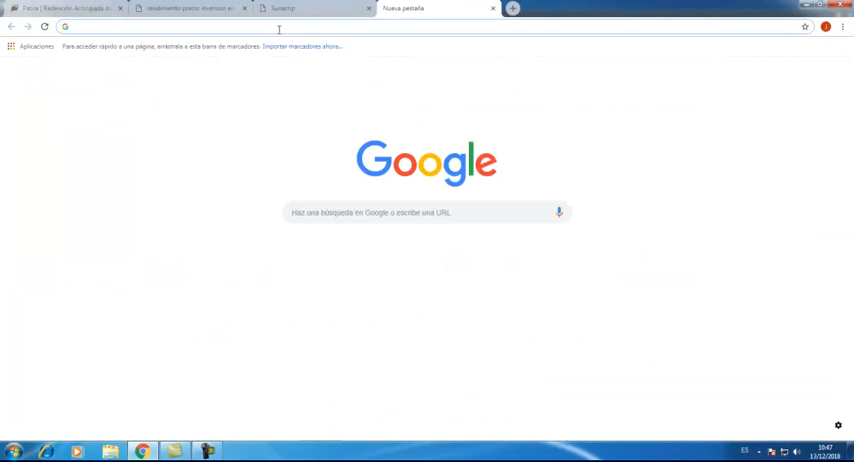 Patria | Redención Anticipada de
rendimiento precio inversion en
Sunacrip
Nueva pestaña
G
J
Aplicaciones
Para acceder rápido a una página, arrástrala a esta barra de marcadores. Importar marcadores ahora...
Google
Haz una búsqueda en Google o escribe una URL
ES
10:47
13/12/2018